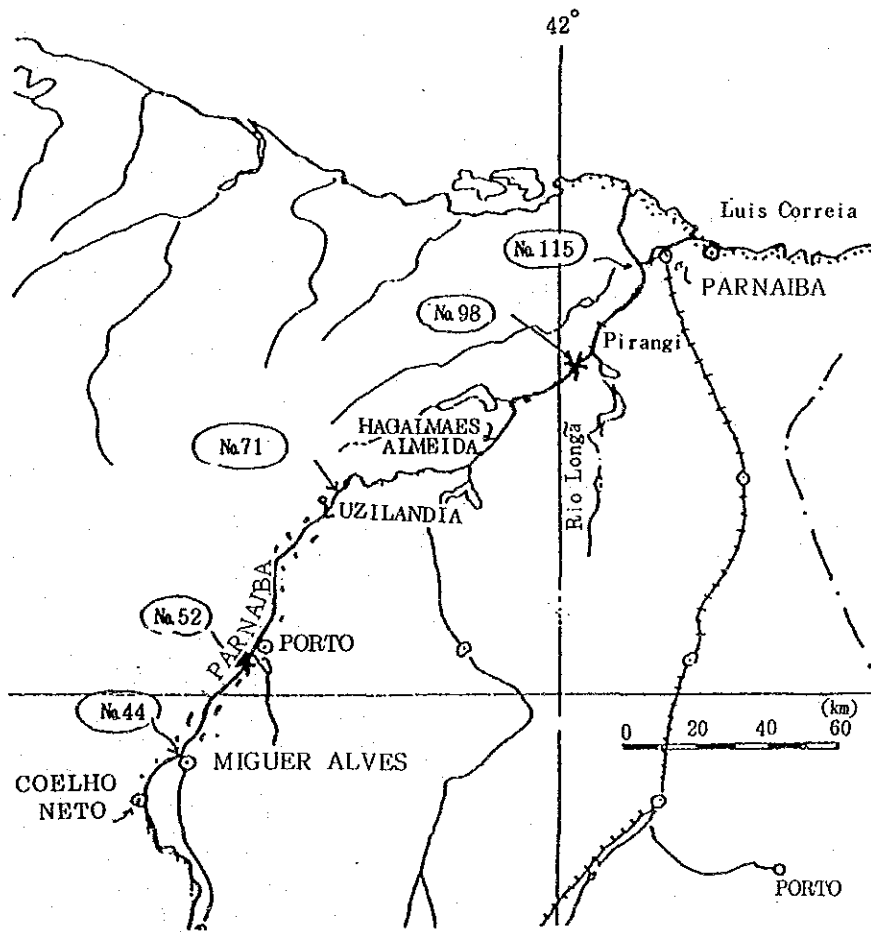 42°
Luis Correia
No.115
PARNAIBA
No.98
Pirangi
HAGALMAES
ALMEIDA
No.71
Rio Longa
LUZILANDIA
PARNAIBA
No.52
PORTO
No.44
(km)
0 20 40 60
MIGUER ALVES
COELHO
NETO
PORTO